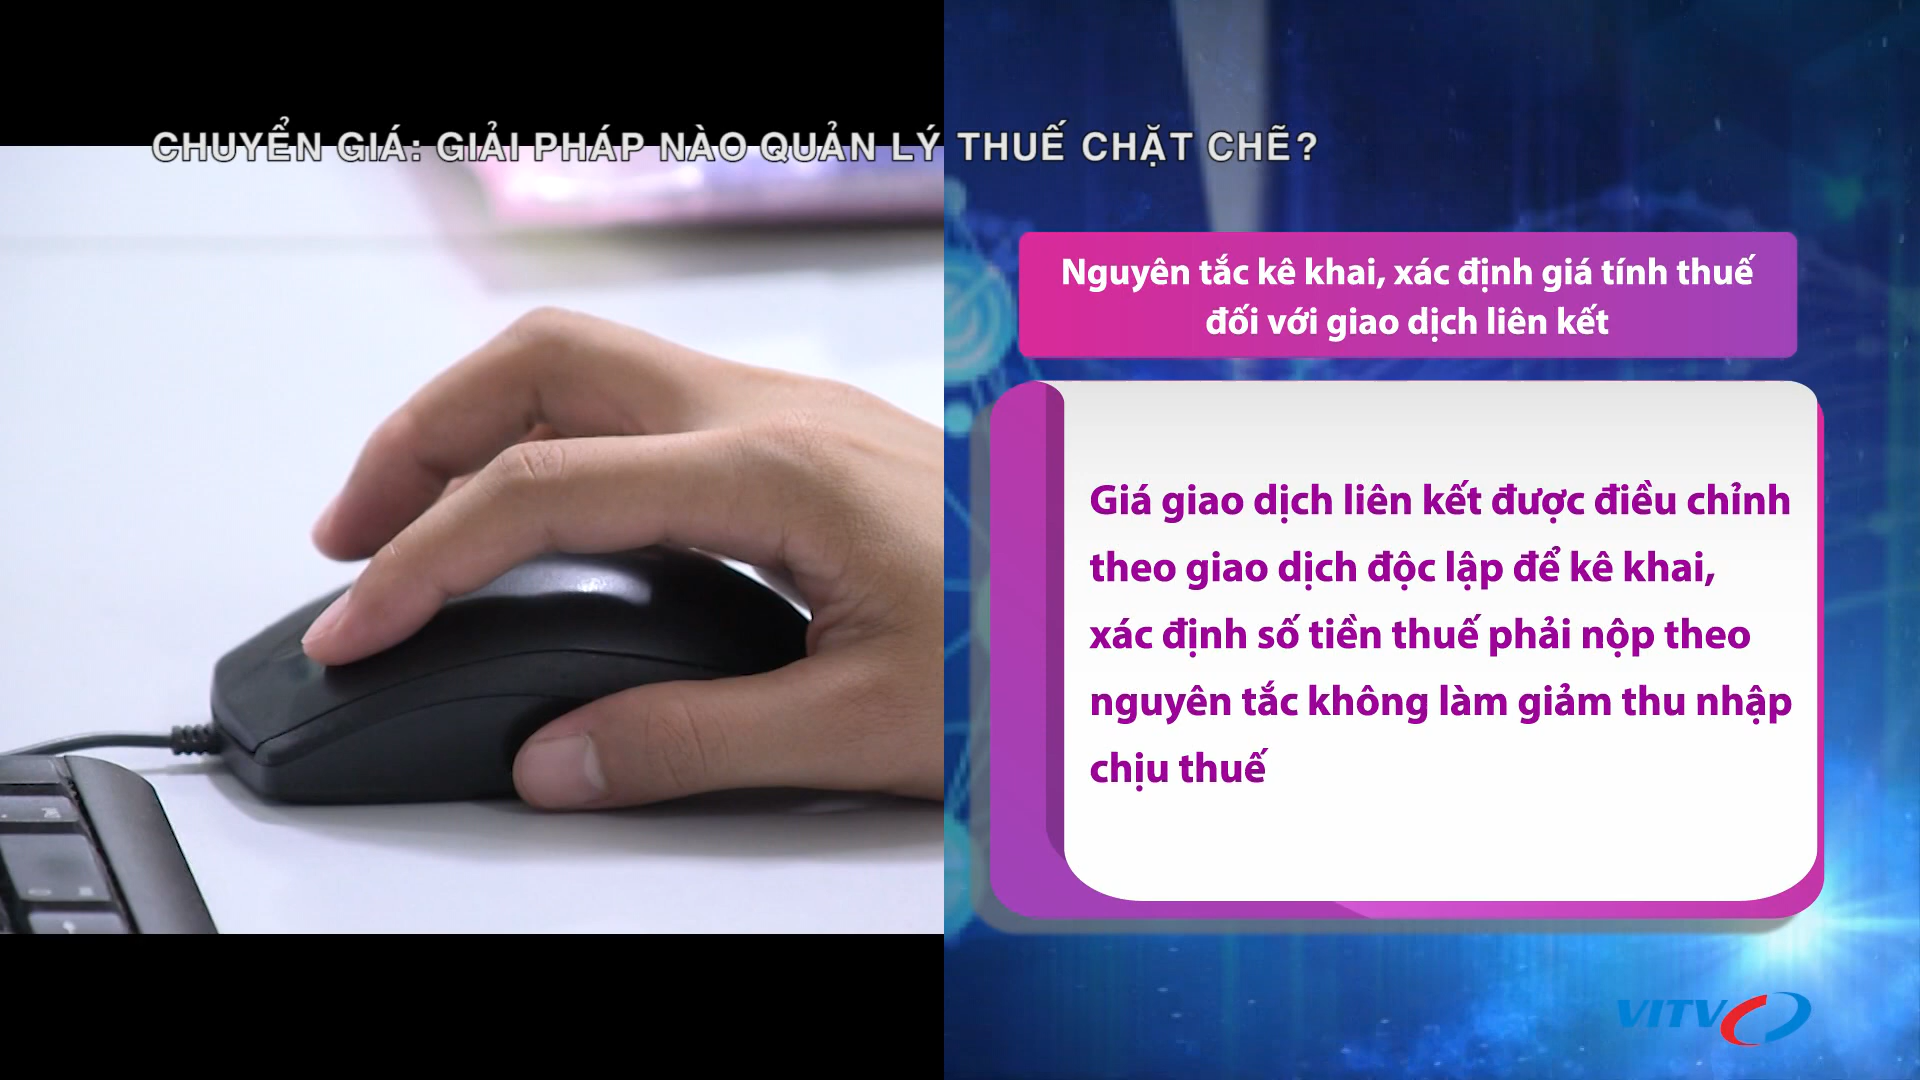 CHUYỂN GIÁ: GIẢI PHÁP NÀO QUẢN LÝ THUẾ CHẶT CHẼ?
Nguyên tắc kê khai, xác định giá tính thuế
đối với giao dịch liên kết
Giá giao dịch liên kết được điều chỉnh
theo giao dịch độc lập để kê khai,
xác định số tiền thuế phải nộp theo
nguyên tắc không làm giảm thu nhập
chịu thuế
VITV